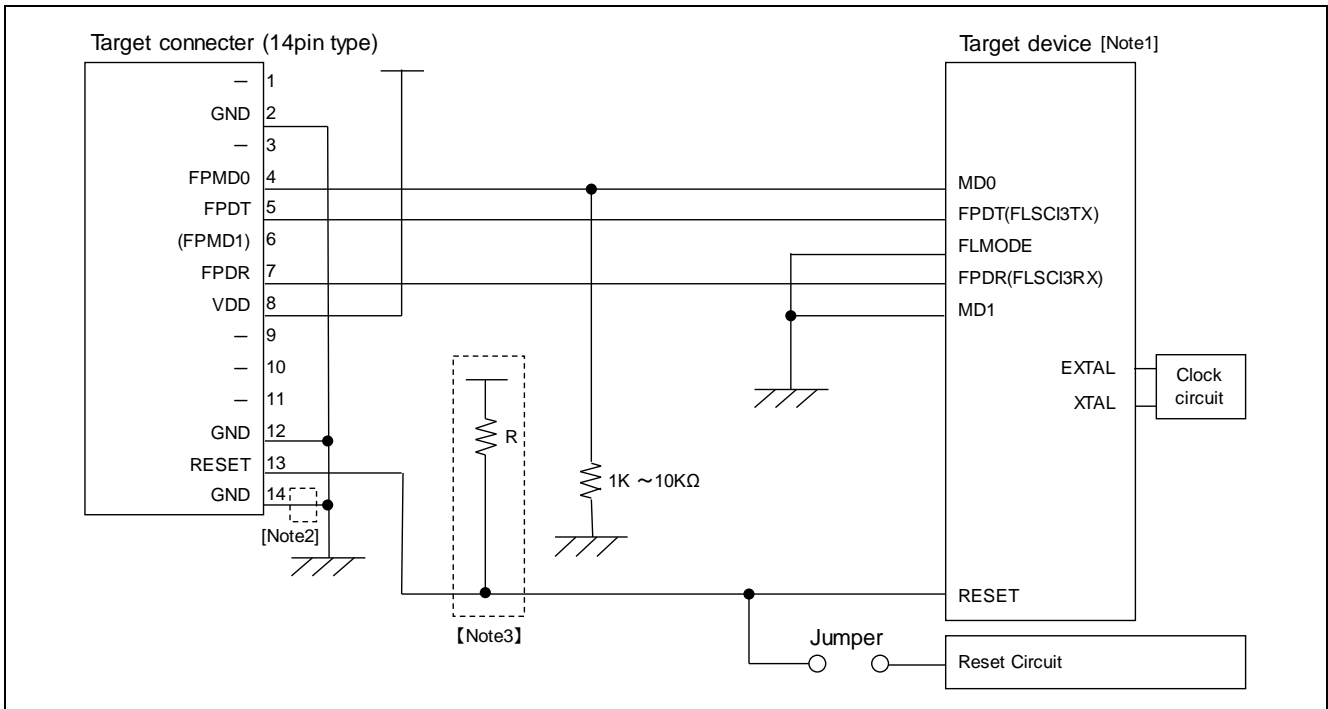 Target connecter (14pin type)
Target device [Note1]
— 1
GND 2
— 3
FPMD0 4
FPDT 5
(FPMD1) 6
FPDR 7
VDD 8
— 9
— 10
— 11
GND 12
RESET 13
GND 14
[Note2]
R
【Note3】
1K ～10KΩ
MD0
FPDT(FLSCI3TX)
FLMODE
FPDR(FLSCI3RX)
MD1
EXTAL
XTAL
Clock
circuit
RESET
Jumper
Reset Circuit